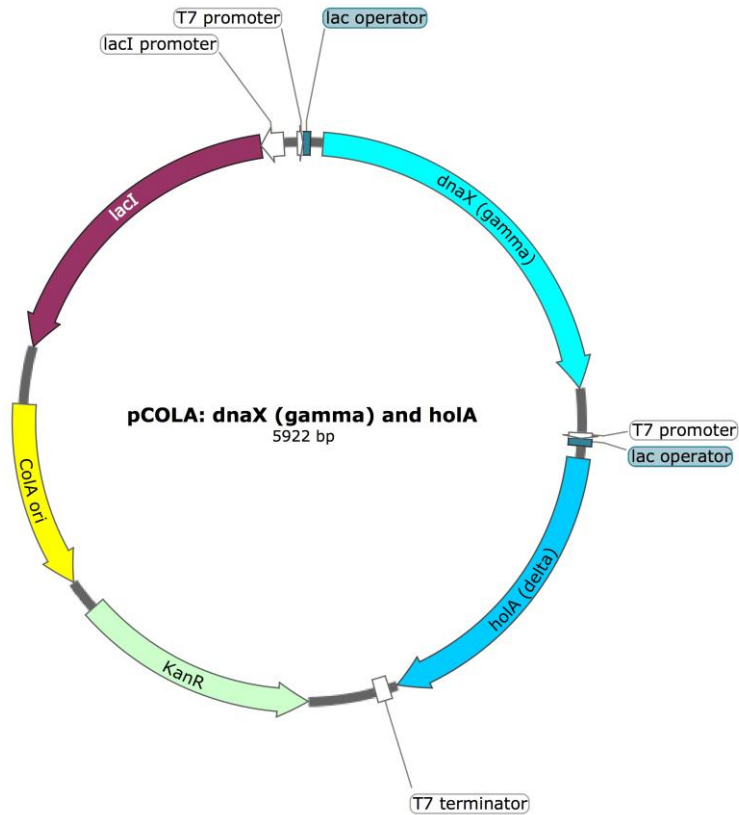 T7 promoter
lac operator
lacI promoter
dnaX (gamma)
lacI
pCOLA: dnaX (gamma) and holA
5922 bp
T7 promoter
lac operator
ColA ori
holA (delta)
KanR
T7 terminator